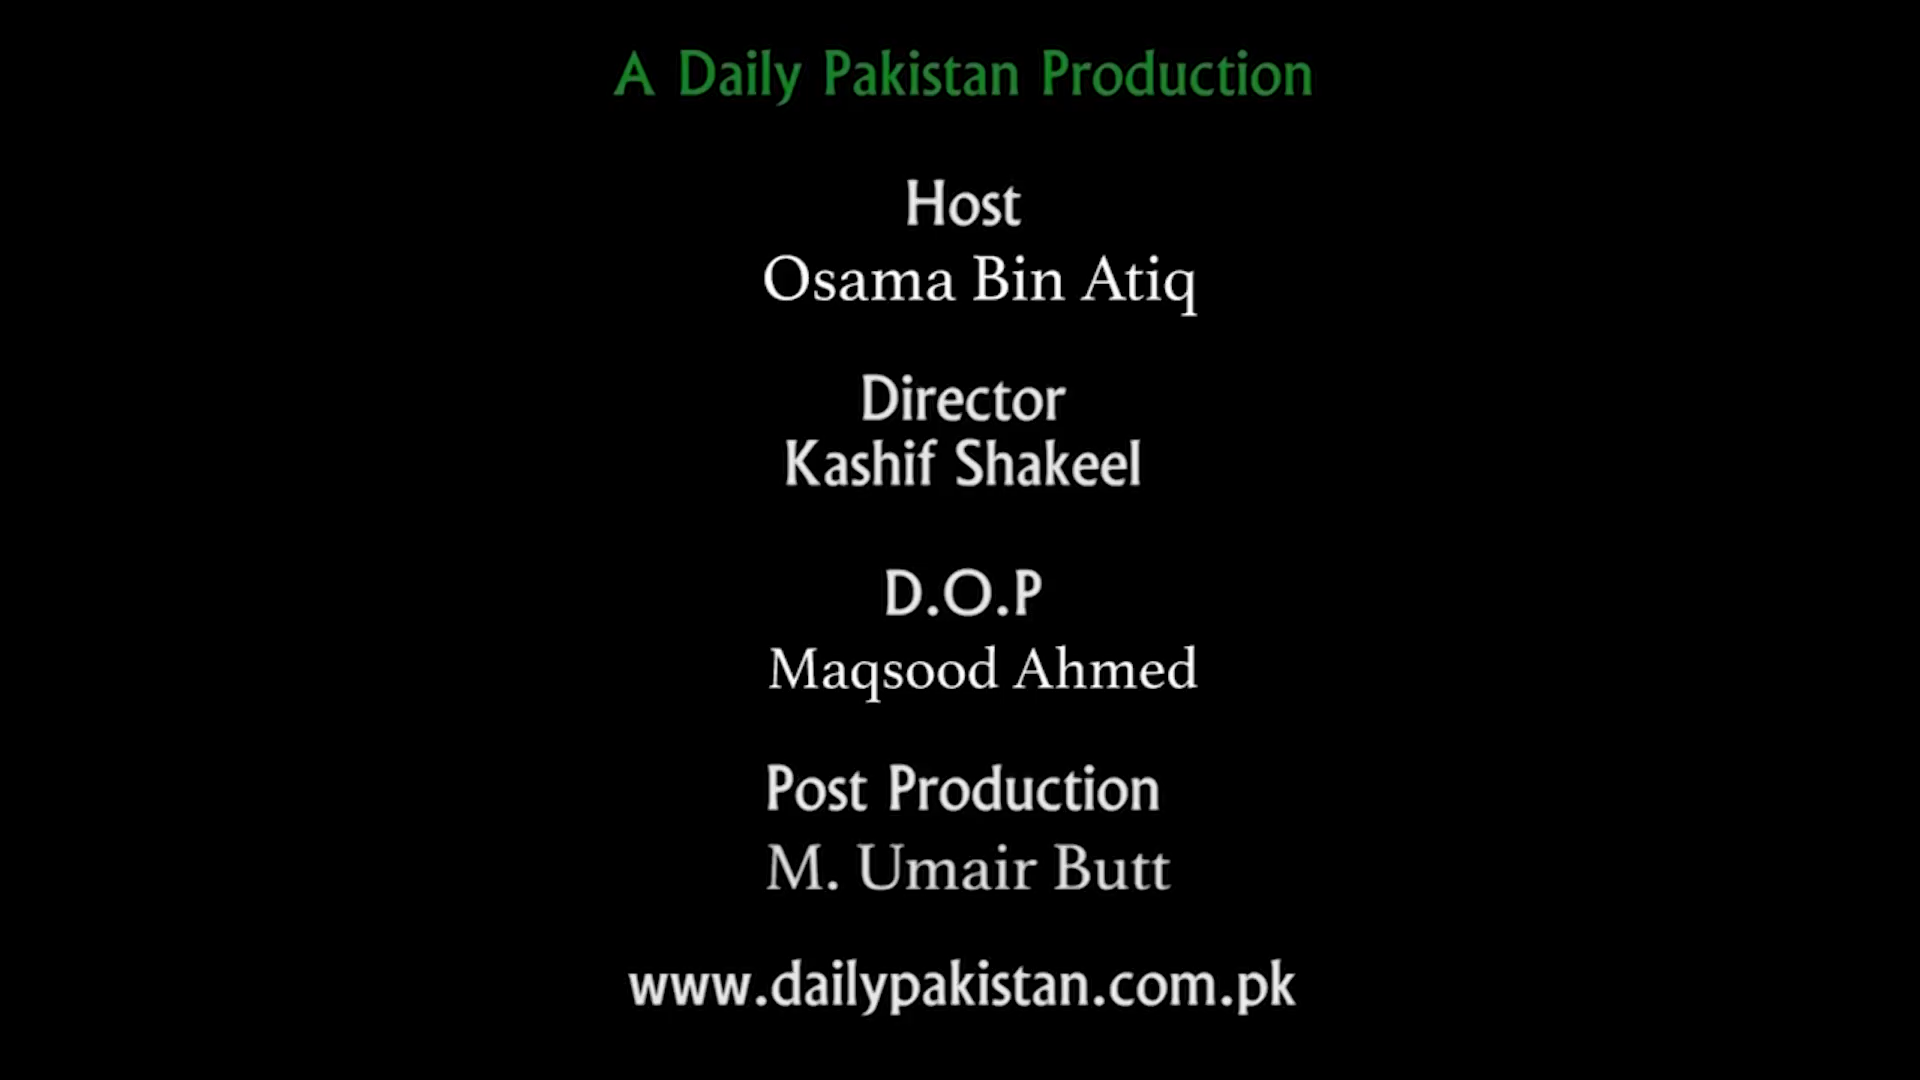 A Daily Pakistan Production
Host
Osama Bin Atiq
Director
Kashif Shakeel
D.O.P
Maqsood Ahmed
Post Production
M. Umair Butt
www.dailypakistan.com.pk